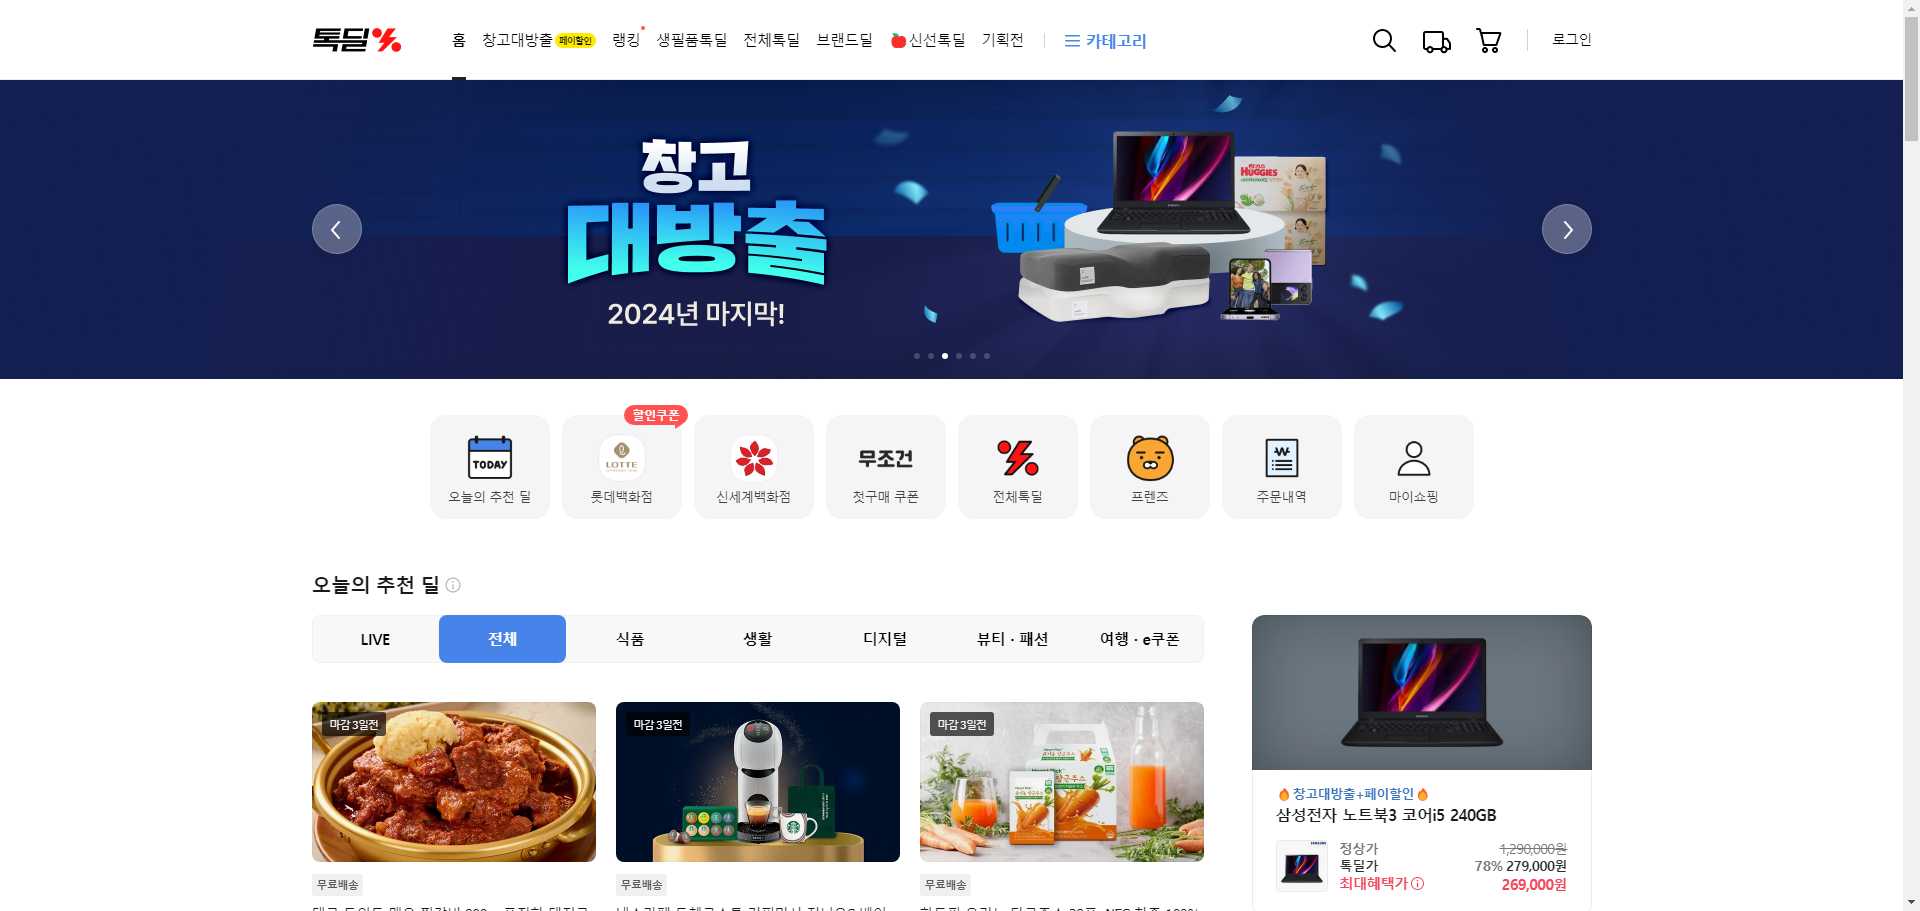 톡딜
홈 창고대방출 페이할인 랭킹 생필품톡딜 전체톡딜 브랜드딜 신선톡딜 기획전 카테고리 로그인
창고
대방출
2024년 마지막!
HUGGIES
할인쿠폰
TODAY LOTTE 무조건
오늘의 추천 딜 롯데백화점 신세계백화점 첫구매 쿠폰 전체톡딜 프렌즈 주문내역 마이쇼핑
오늘의 추천 딜
LIVE 전체 식품 생활 디지털 뷰티 · 패션 여행 · e쿠폰
마감 3일전 마감 3일전 마감 3일전
창고대방출+페이할인
삼성전자 노트북3 코어i5 240GB
정상가 1,290,000원
톡딜가 78% 279,000원
최대혜택가 269,000원
무료배송 무료배송 무료배송